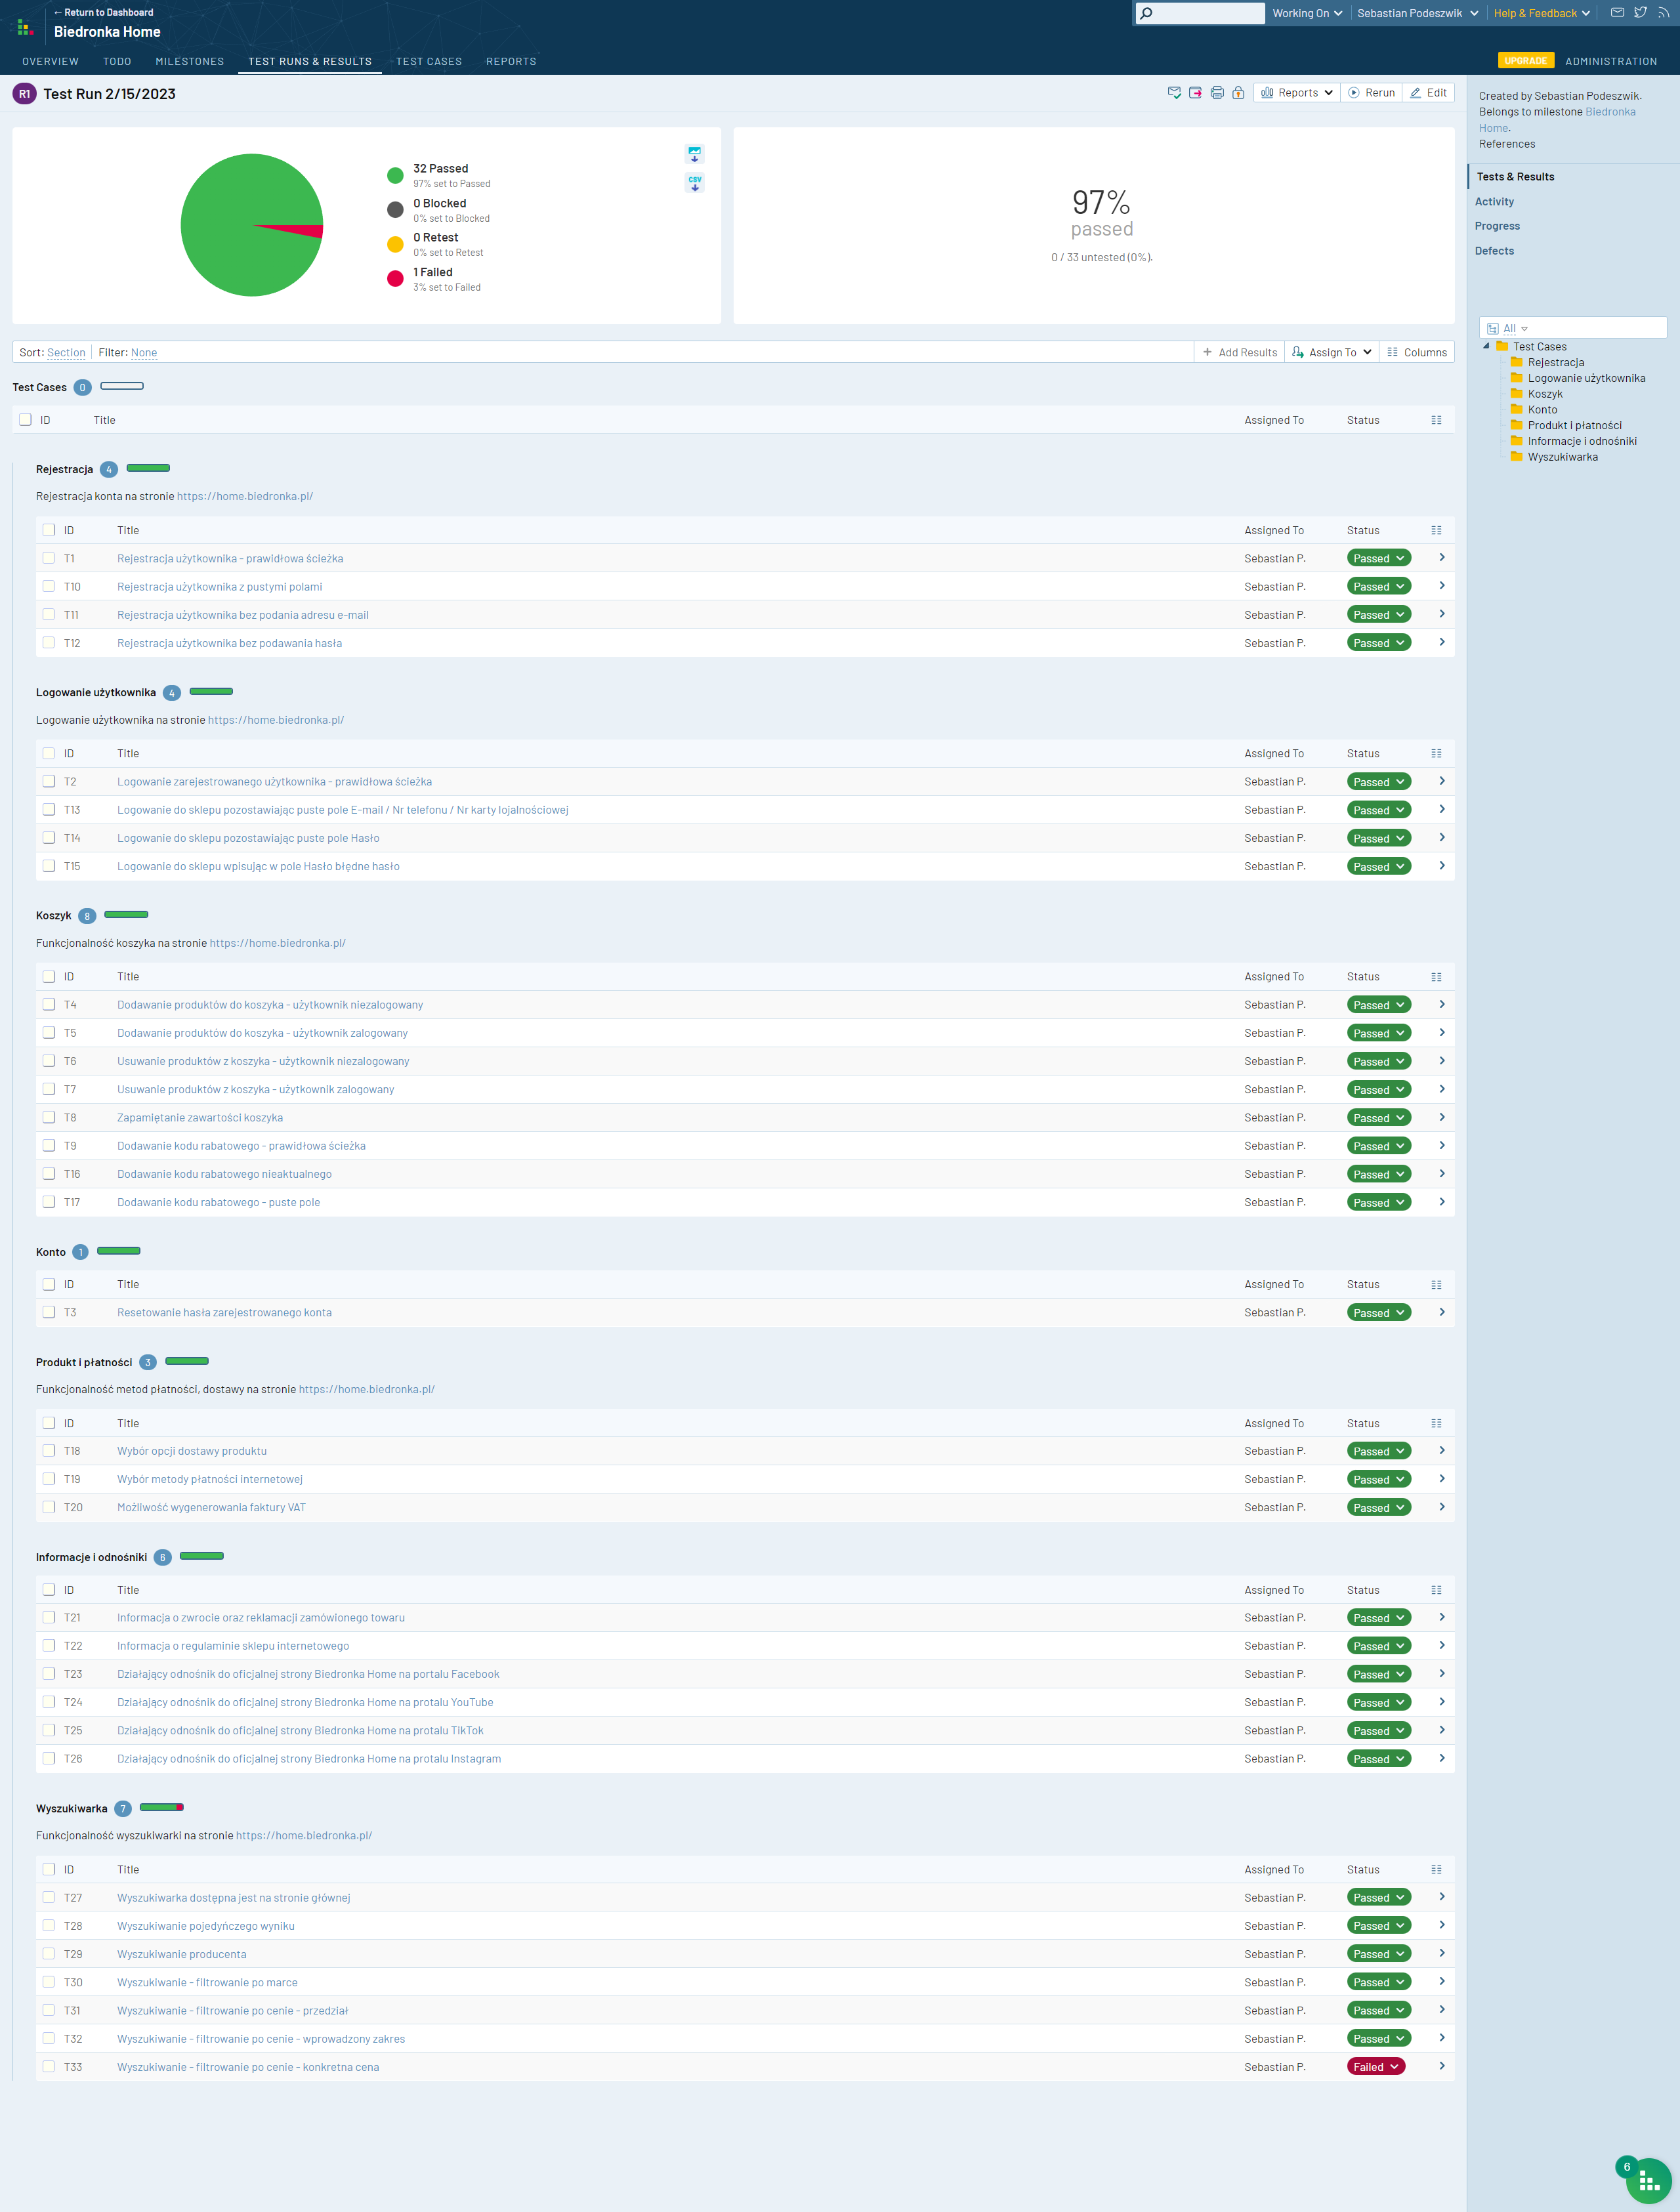 ← Return to Dashboard
Biedronka Home
Working On
Sebastian Podeszwik
Help & Feedback
OVERVIEW TODO MILESTONES TEST RUNS & RESULTS TEST CASES REPORTS
UPGRADE ADMINISTRATION
R1 Test Run 2/15/2023
Reports Rerun Edit
32 Passed
97% set to Passed
0 Blocked
0% set to Blocked
0 Retest
0% set to Retest
1 Failed
3% set to Failed
CSV
97%
passed
0 / 33 untested (0%).
Created by Sebastian Podeszwik.
Belongs to milestone Biedronka
Home.
References
Tests & Results
Activity
Progress
Defects
All
Test Cases
Rejestracja
Logowanie użytkownika
Koszyk
Konto
Produkt i płatności
Informacje i odnośniki
Wyszukiwarka
Sort: Section Filter: None
Add Results Assign To Columns
Test Cases 0
ID Title Assigned To Status
Rejestracja 4
Rejestracja konta na stronie https://home.biedronka.pl/
ID Title Assigned To Status
T1 Rejestracja użytkownika - prawidłowa ścieżka Sebastian P. Passed
T10 Rejestracja użytkownika z pustymi polami Sebastian P. Passed
T11 Rejestracja użytkownika bez podania adresu e-mail Sebastian P. Passed
T12 Rejestracja użytkownika bez podawania hasła Sebastian P. Passed
Logowanie użytkownika 4
Logowanie użytkownika na stronie https://home.biedronka.pl/
ID Title Assigned To Status
T2 Logowanie zarejestrowanego użytkownika - prawidłowa ścieżka Sebastian P. Passed
T13 Logowanie do sklepu pozostawiając puste pole E-mail / Nr telefonu / Nr karty lojalnościowej Sebastian P. Passed
T14 Logowanie do sklepu pozostawiając puste pole Hasło Sebastian P. Passed
T15 Logowanie do sklepu wpisując w pole Hasło błędne hasło Sebastian P. Passed
Koszyk 8
Funkcjonalność koszyka na stronie https://home.biedronka.pl/
ID Title Assigned To Status
T4 Dodawanie produktów do koszyka - użytkownik niezalogowany Sebastian P. Passed
T5 Dodawanie produktów do koszyka - użytkownik zalogowany Sebastian P. Passed
T6 Usuwanie produktów z koszyka - użytkownik niezalogowany Sebastian P. Passed
T7 Usuwanie produktów z koszyka - użytkownik zalogowany Sebastian P. Passed
T8 Zapamiętanie zawartości koszyka Sebastian P. Passed
T9 Dodawanie kodu rabatowego - prawidłowa ścieżka Sebastian P. Passed
T16 Dodawanie kodu rabatowego nieaktualnego Sebastian P. Passed
T17 Dodawanie kodu rabatowego - puste pole Sebastian P. Passed
Konto 1
ID Title Assigned To Status
T3 Resetowanie hasła zarejestrowanego konta Sebastian P. Passed
Produkt i płatności 3
Funkcjonalność metod płatności, dostawy na stronie https://home.biedronka.pl/
ID Title Assigned To Status
T18 Wybór opcji dostawy produktu Sebastian P. Passed
T19 Wybór metody płatności internetowej Sebastian P. Passed
T20 Możliwość wygenerowania faktury VAT Sebastian P. Passed
Informacje i odnośniki 6
ID Title Assigned To Status
T21 Informacja o zwrocie oraz reklamacji zamówionego towaru Sebastian P. Passed
T22 Informacja o regulaminie sklepu internetowego Sebastian P. Passed
T23 Działający odnośnik do oficjalnej strony Biedronka Home na portalu Facebook Sebastian P. Passed
T24 Działający odnośnik do oficjalnej strony Biedronka Home na protalu YouTube Sebastian P. Passed
T25 Działający odnośnik do oficjalnej strony Biedronka Home na protalu TikTok Sebastian P. Passed
T26 Działający odnośnik do oficjalnej strony Biedronka Home na protalu Instagram Sebastian P. Passed
Wyszukiwarka 7
Funkcjonalność wyszukiwarki na stronie https://home.biedronka.pl/
ID Title Assigned To Status
T27 Wyszukiwarka dostępna jest na stronie głównej Sebastian P. Passed
T28 Wyszukiwanie pojedyńczego wyniku Sebastian P. Passed
T29 Wyszukiwanie producenta Sebastian P. Passed
T30 Wyszukiwanie - filtrowanie po marce Sebastian P. Passed
T31 Wyszukiwanie - filtrowanie po cenie - przedział Sebastian P. Passed
T32 Wyszukiwanie - filtrowanie po cenie - wprowadzony zakres Sebastian P. Passed
T33 Wyszukiwanie - filtrowanie po cenie - konkretna cena Sebastian P. Failed
6